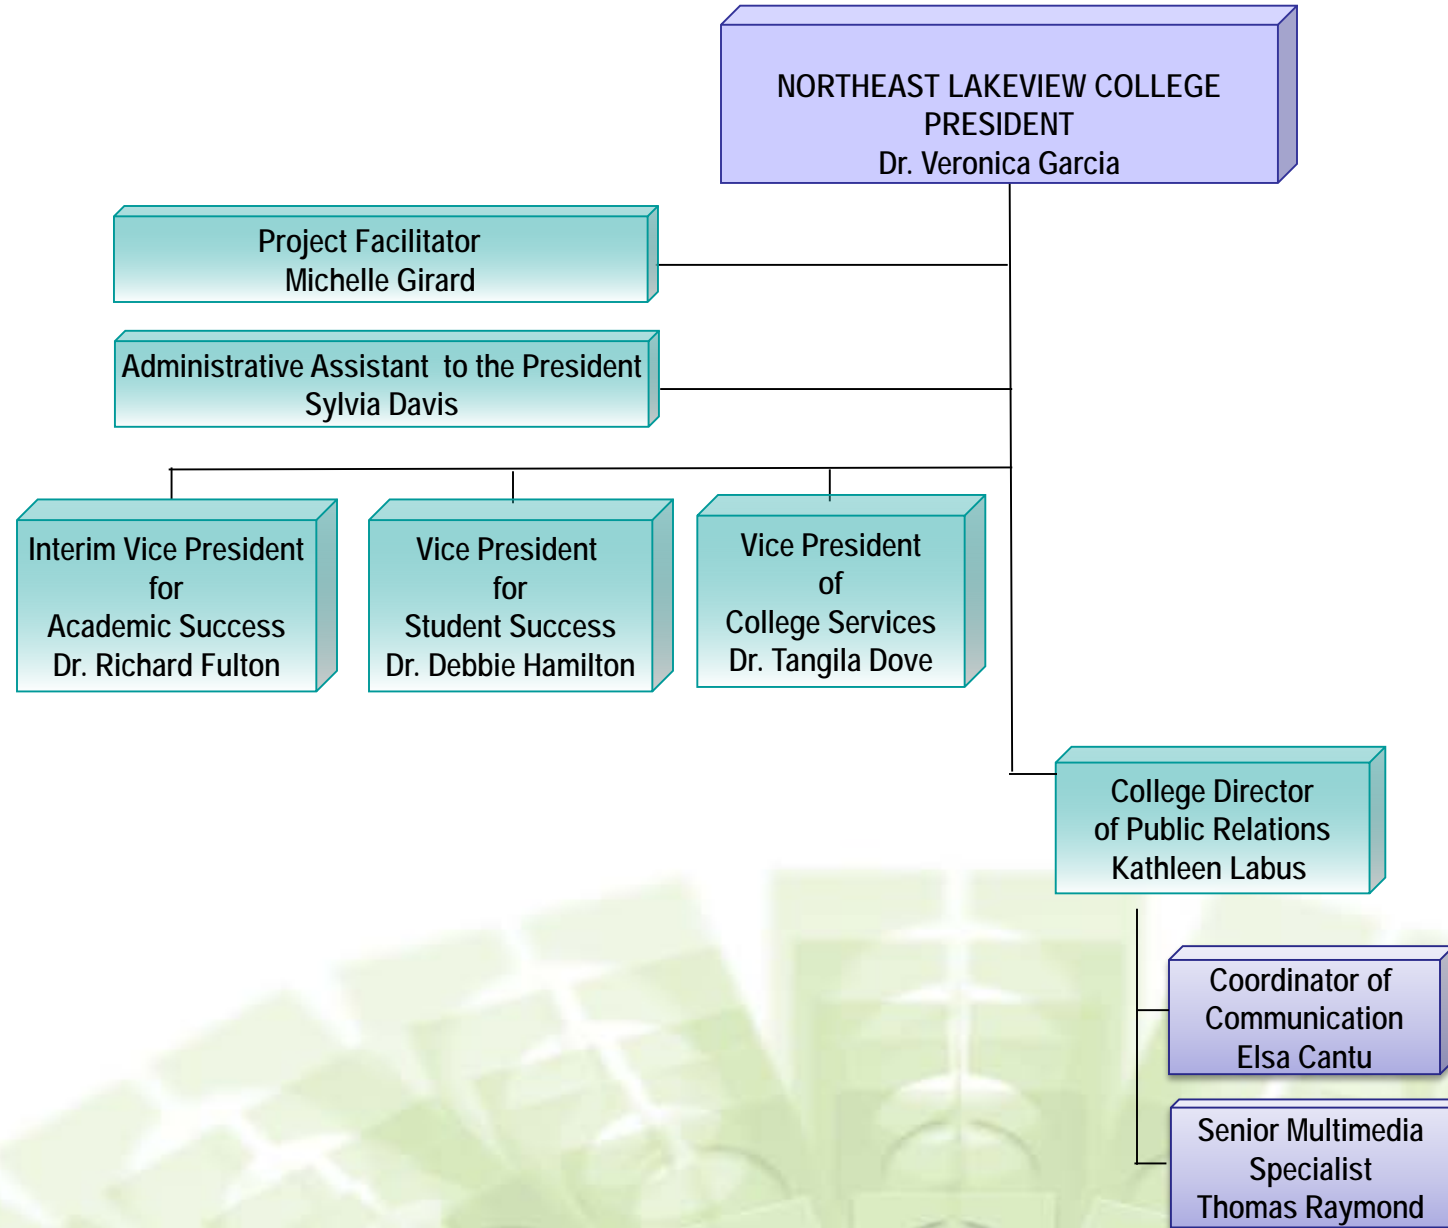 NORTHEAST LAKEVIEW COLLEGE
PRESIDENT
Dr. Veronica Garcia
Project Facilitator
Michelle Girard
Administrative Assistant to the President
Sylvia Davis
Interim Vice President
for
Academic Success
Dr. Richard Fulton
Vice President
for
Student Success
Dr. Debbie Hamilton
Vice President
of
College Services
Dr. Tangila Dove
College Director
of Public Relations
Kathleen Labus
Coordinator of
Communication
Elsa Cantu
Senior Multimedia
Specialist
Thomas Raymond